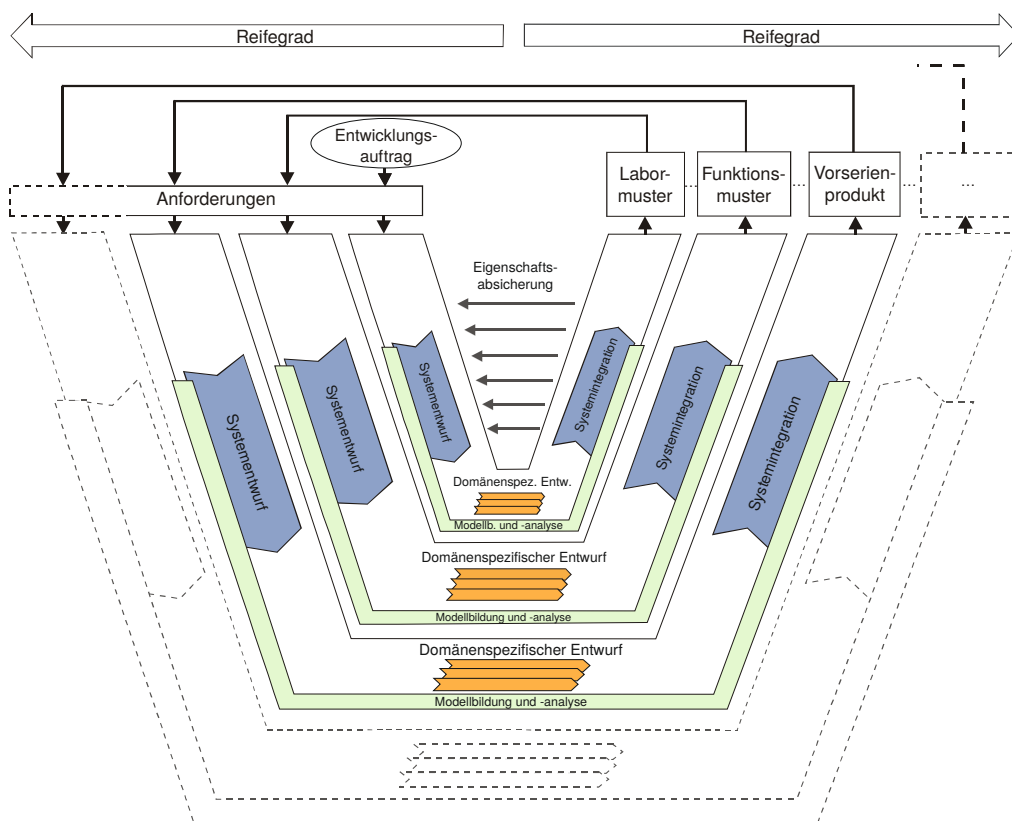 Reifegrad
Reifegrad
Entwicklungs-
auftrag
Anforderungen
Labor-
muster
Funktions-
muster
Vorserien-
produkt
...
Eigenschafts-
absicherung
Systementwurf
Systementwurf
Systementwurf
Systemintegration
Systemintegration
Systemintegration
Domänenspez. Entw.
Modellb. und -analyse
Domänenspezifischer Entwurf
Modellbildung und -analyse
Domänenspezifischer Entwurf
Modellbildung und -analyse